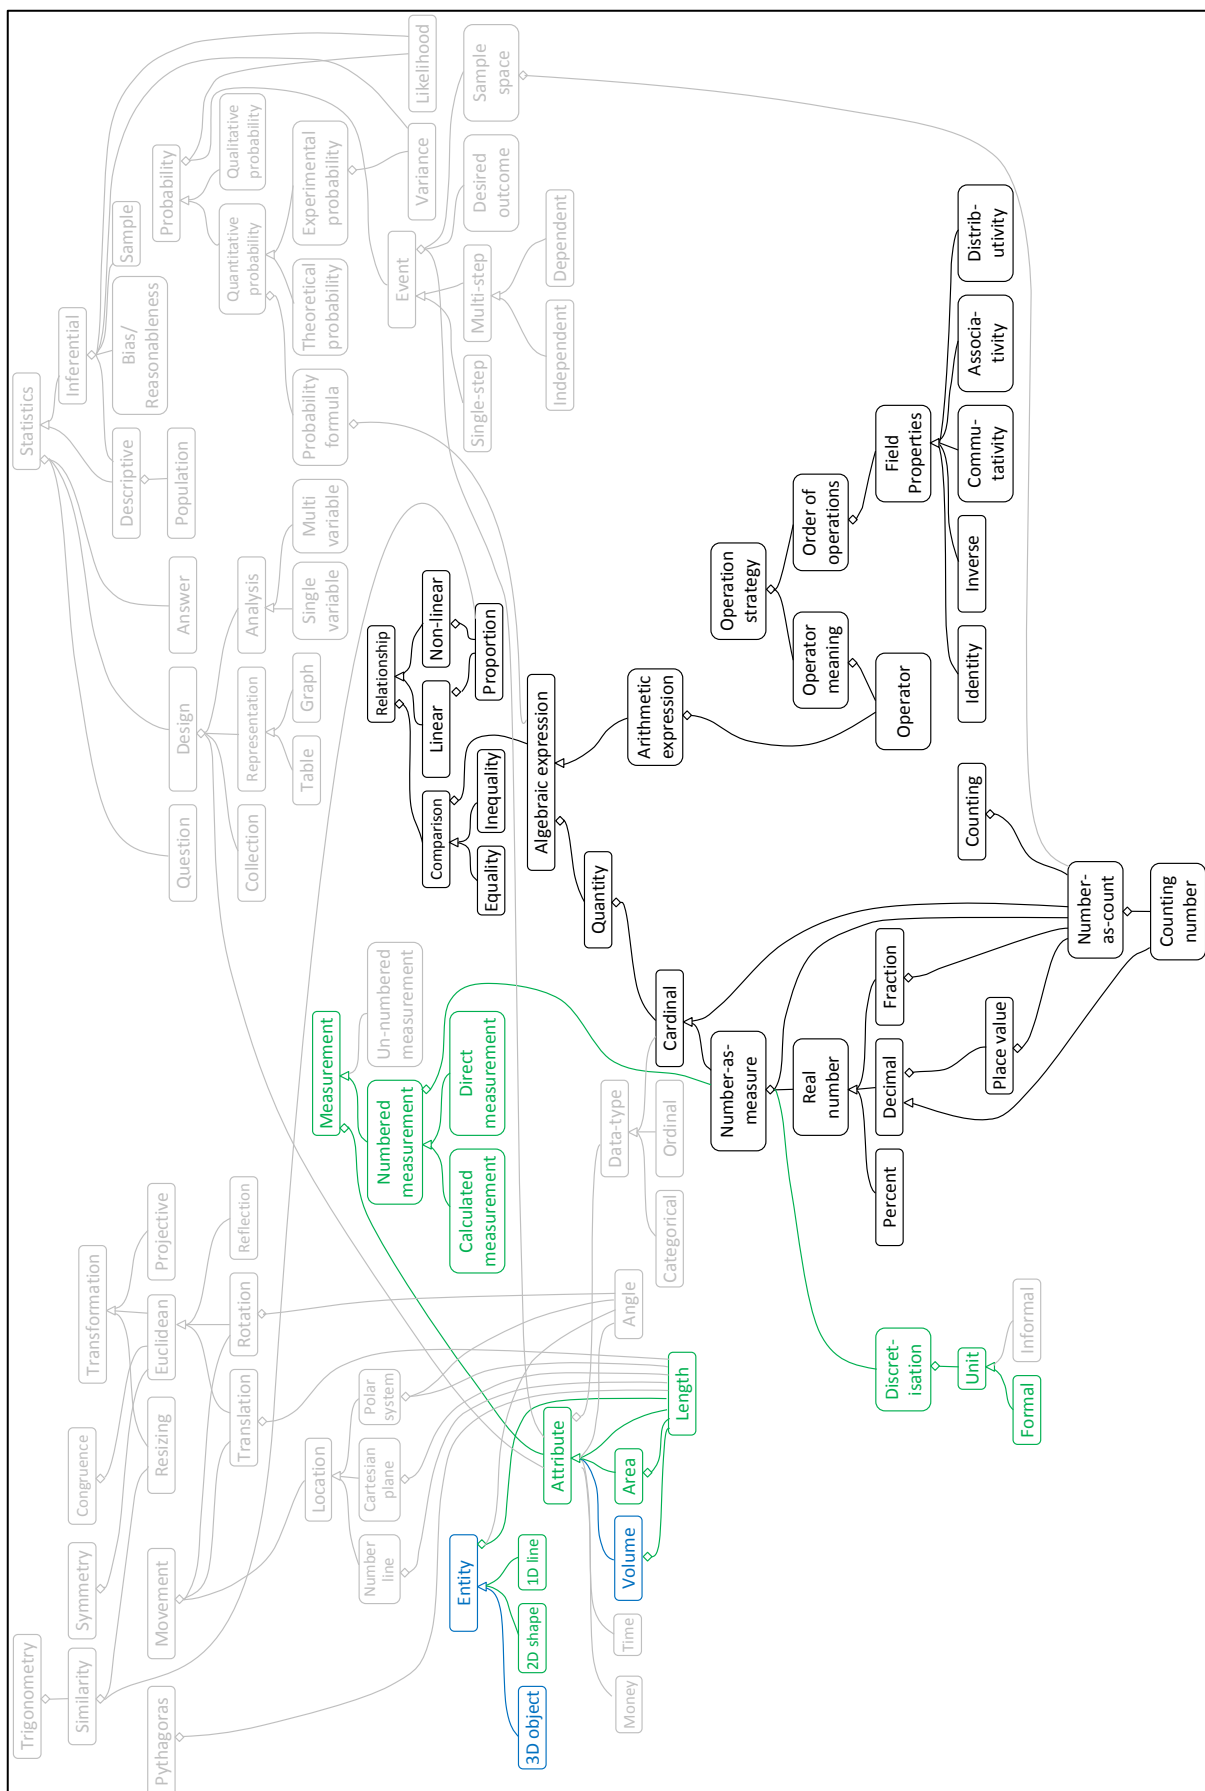 Trigonometry
Statistics
Similarity
Symmetry
Congruence
Transformation
Inferential
Descriptive
Bias/
Reasonableness
Sample
Pythagoras
Movement
Resizing
Euclidean
Projective
Question
Design
Answer
Population
Probability
Translation
Rotation
Reflection
Collection
Representation
Analysis
Quantitative
probability
Qualitative
probability
Location
Measurement
Table
Graph
Single
variable
Multi
variable
Probability
formula
Theoretical
probability
Experimental
probability
Number
line
Cartesian
plane
Polar
system
Numbered
measurement
Un-numbered
measurement
Relationship
Comparison
Linear
Non-linear
Event
Variance
Likelihood
Entity
Calculated
measurement
Direct
measurement
Equality
Inequality
Proportion
Single-step
Multi-step
Desired
outcome
Sample
space
3D object
2D shape
1D line
Attribute
Algebraic expression
Independent
Dependent
Money
Time
Volume
Area
Angle
Data-type
Quantity
Length
Categorical
Ordinal
Cardinal
Arithmetic
expression
Number-as-
measure
Operation
strategy
Real
number
Operator
meaning
Order of
operations
Discret-
isation
Percent
Decimal
Fraction
Operator
Field
Properties
Formal
Unit
Informal
Place value
Counting
Identity
Inverse
Commu-
tativity
Associa-
tivity
Distrib-
utivity
Number-
as-count
Counting
number